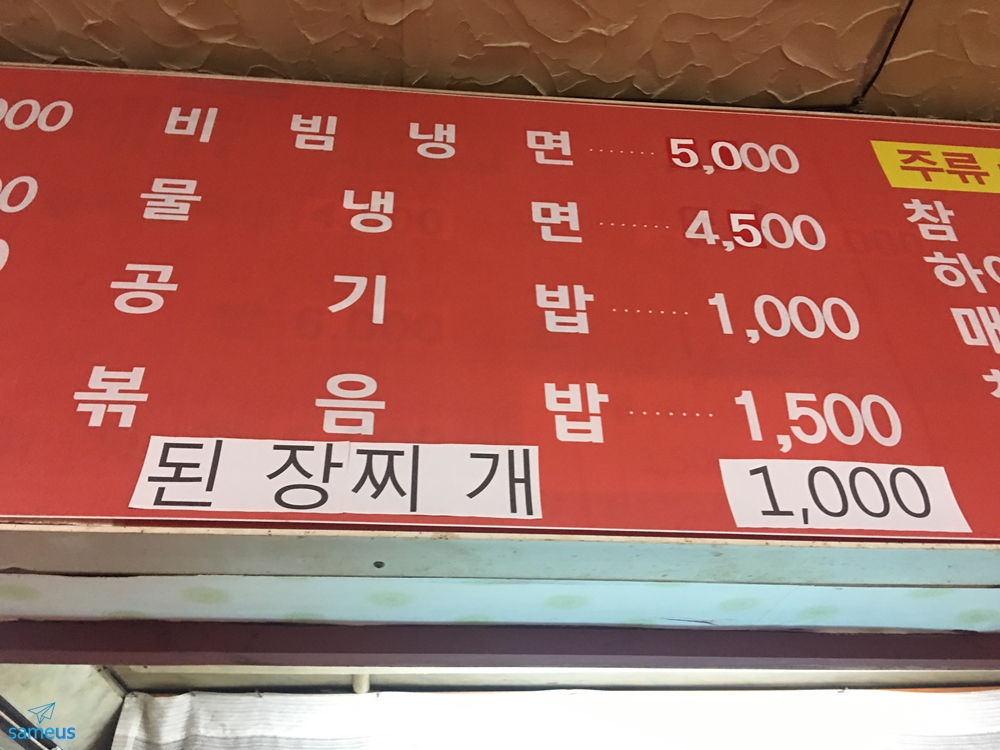 비빔냉면 ........ 5,000
물냉면 ........ 4,500
공기밥 ........ 1,000
볶음밥 ........ 1,500
된장찌개 1,000
주류
참
하
매
sameus